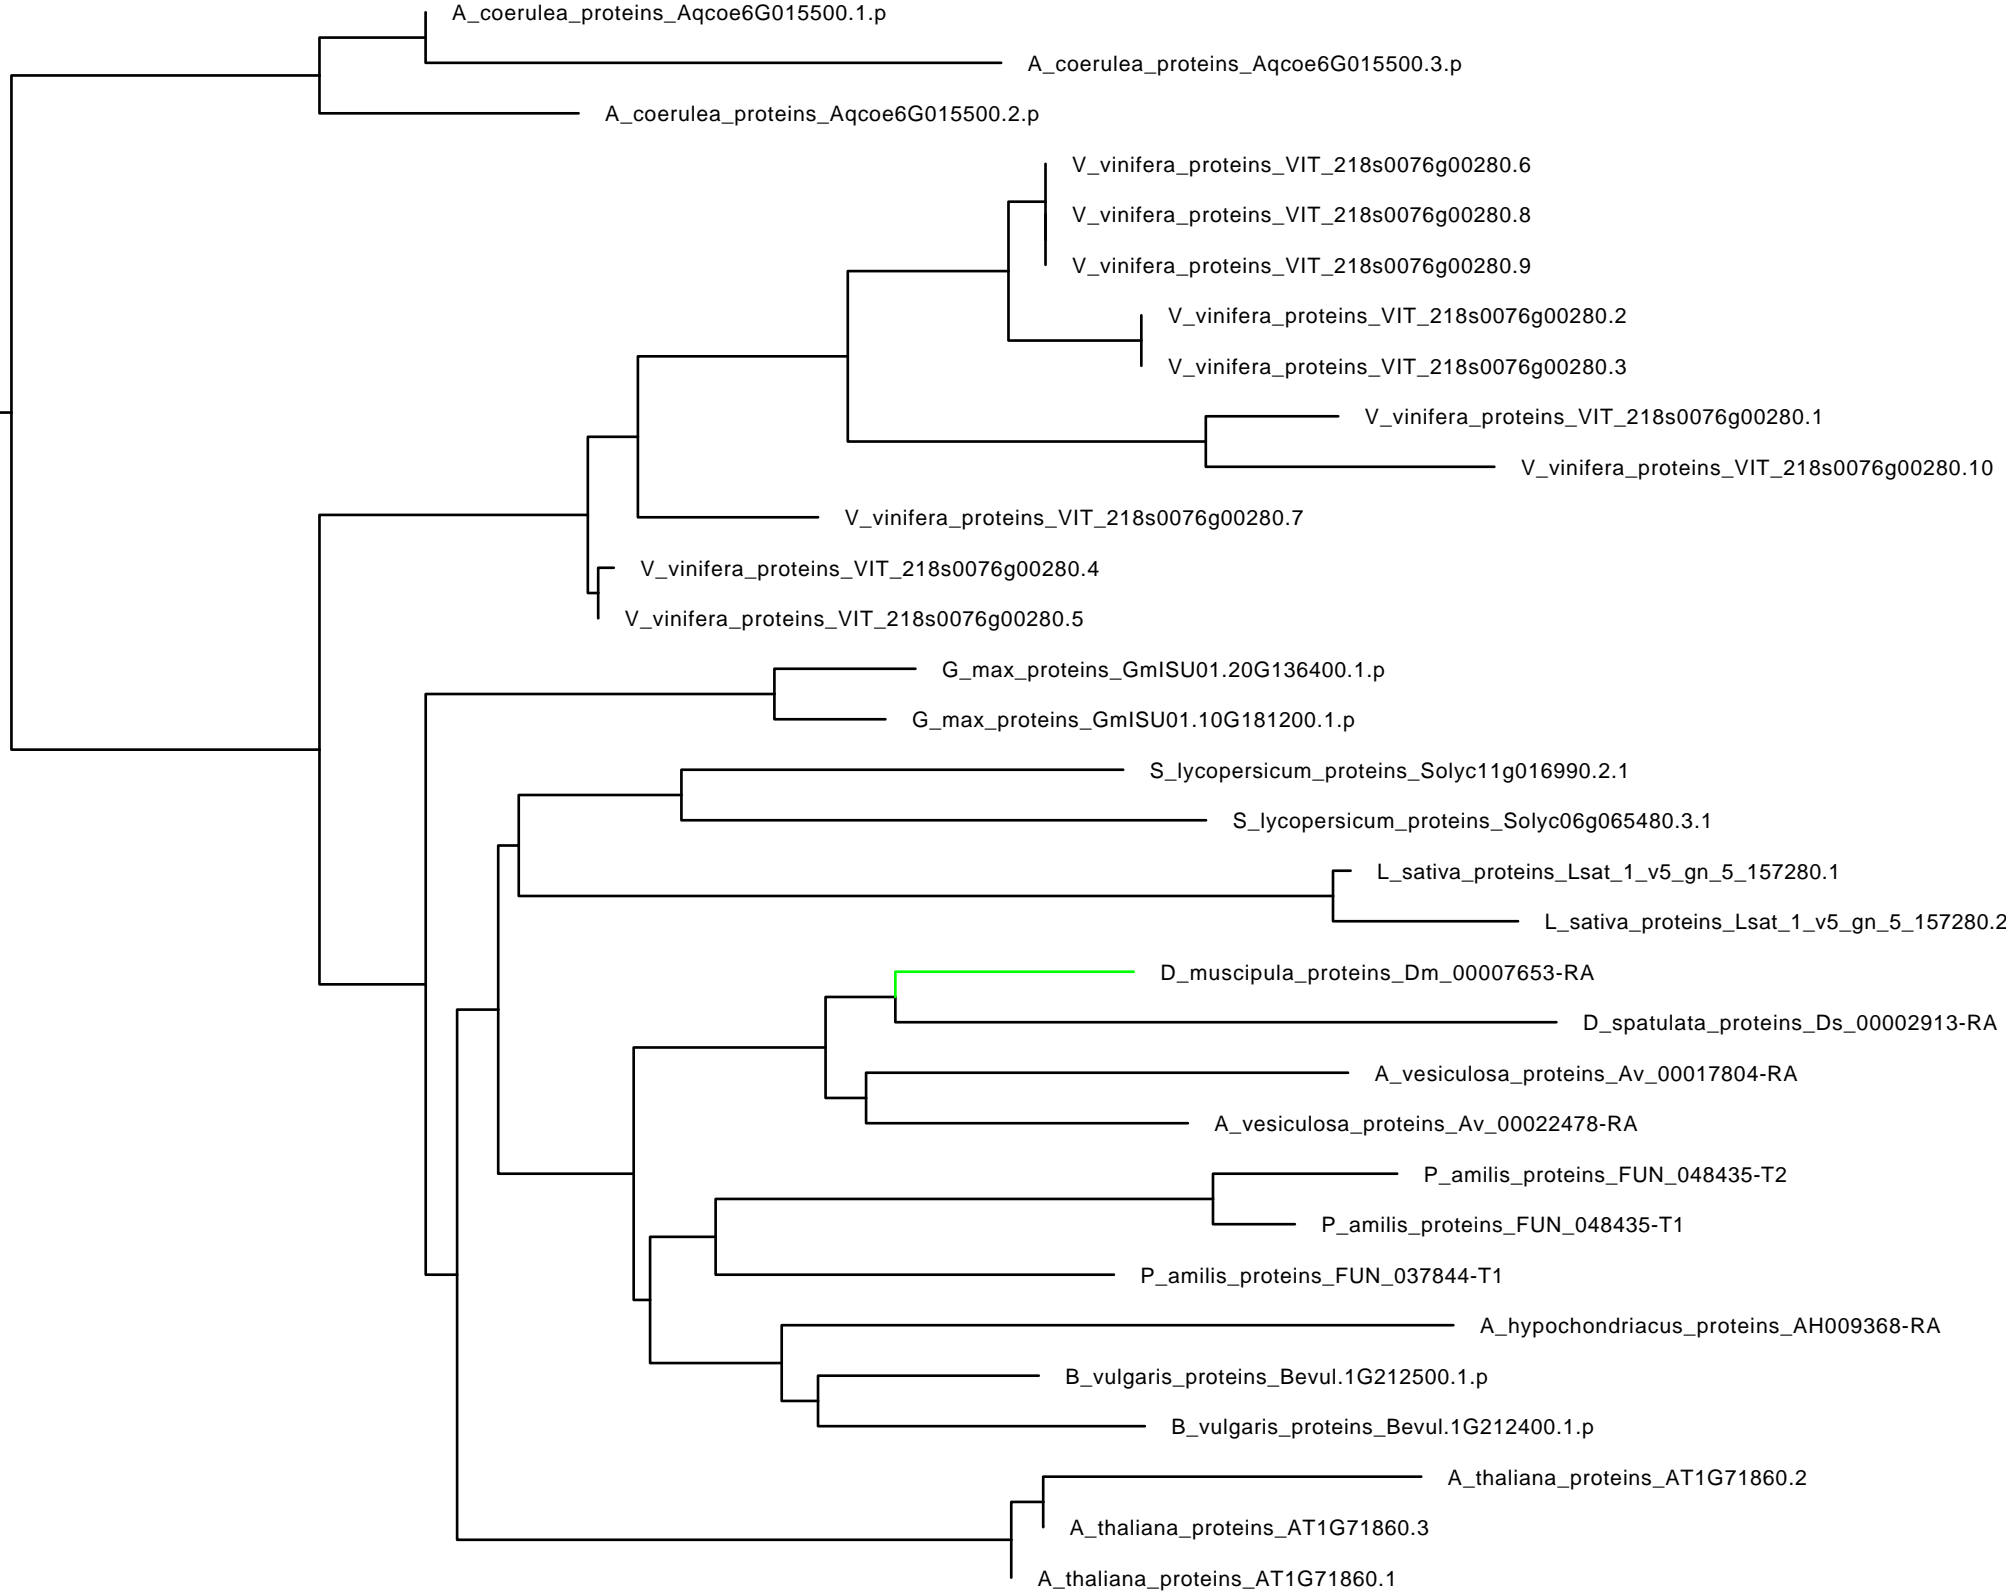 A_coerulea_proteins_Aqcoe6G015500.1.p
A_coerulea_proteins_Aqcoe6G015500.3.p
A_coerulea_proteins_Aqcoe6G015500.2.p
V_vinifera_proteins_VIT_218s0076g00280.6
V_vinifera_proteins_VIT_218s0076g00280.8
V_vinifera_proteins_VIT_218s0076g00280.9
V_vinifera_proteins_VIT_218s0076g00280.2
V_vinifera_proteins_VIT_218s0076g00280.3
V_vinifera_proteins_VIT_218s0076g00280.1
V_vinifera_proteins_VIT_218s0076g00280.10
V_vinifera_proteins_VIT_218s0076g00280.7
V_vinifera_proteins_VIT_218s0076g00280.4
V_vinifera_proteins_VIT_218s0076g00280.5
G_max_proteins_GmISU01.20G136400.1.p
G_max_proteins_GmISU01.10G181200.1.p
S_lycopersicum_proteins_Solyc11g016990.2.1
S_lycopersicum_proteins_Solyc06g065480.3.1
L_sativa_proteins_Lsat_1_v5_gn_5_157280.1
L_sativa_proteins_Lsat_1_v5_gn_5_157280.2
D_muscipula_proteins_Dm_00007653-RA
D_spatulata_proteins_Ds_00002913-RA
A_vesiculosa_proteins_Av_00017804-RA
A_vesiculosa_proteins_Av_00022478-RA
P_amilis_proteins_FUN_048435-T2
P_amilis_proteins_FUN_048435-T1
P_amilis_proteins_FUN_037844-T1
A_hypochondriacus_proteins_AH009368-RA
B_vulgaris_proteins_Bevul.1G212500.1.p
B_vulgaris_proteins_Bevul.1G212400.1.p
A_thaliana_proteins_AT1G71860.2
A_thaliana_proteins_AT1G71860.3
A_thaliana_proteins_AT1G71860.1